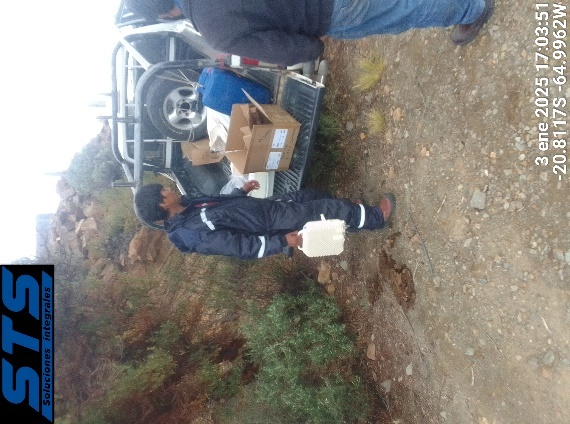 3 ene 2025 17:03:51
-20.8117S -64.9962W
STS
Soluciones integrales